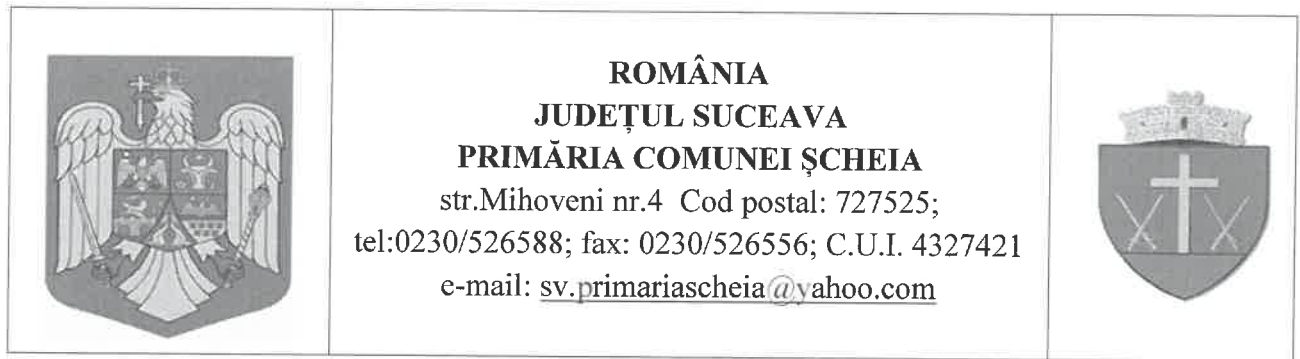 ROMÂNIA
JUDEȚUL SUCEAVA
PRIMĂRIA COMUNEI ȘCHEIA
str.Mihoveni nr.4 Cod postal: 727525;
tel:0230/526588; fax: 0230/526556; C.U.I. 4327421
e-mail: sv.primariascheia@yahoo.com